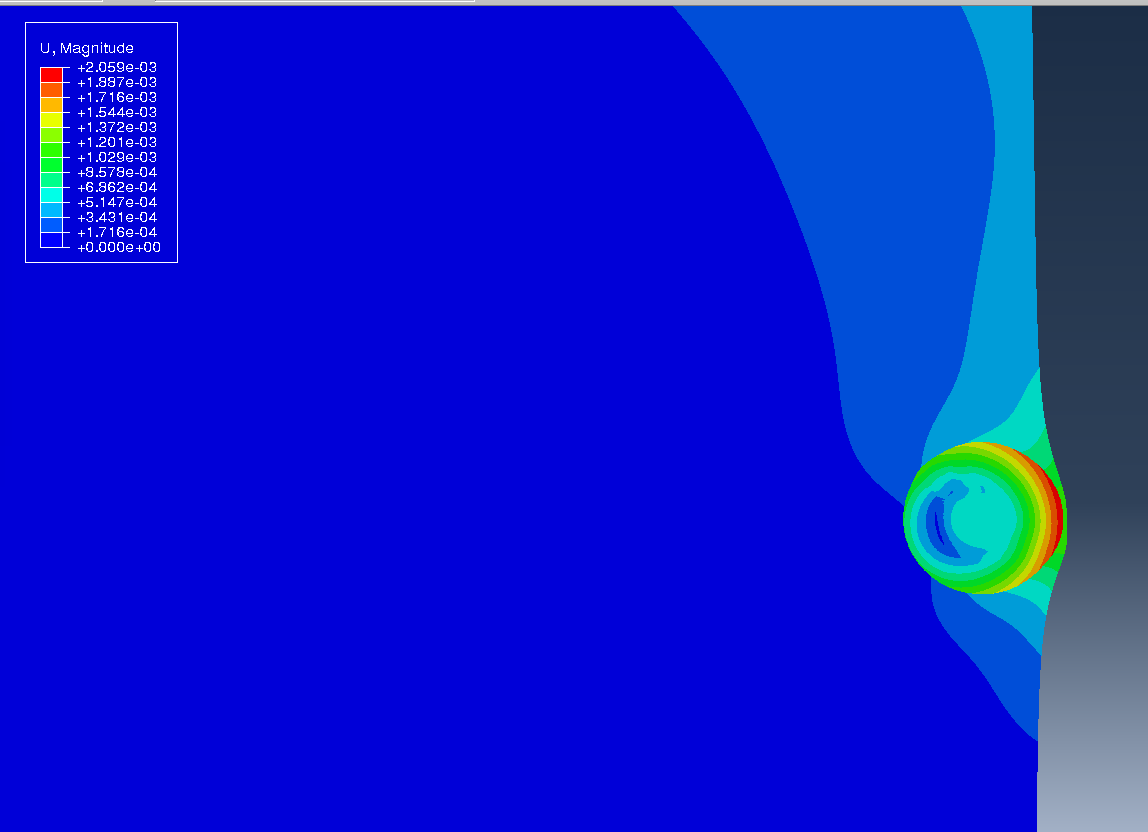 U, Magnitude
+2.059e-03
+1.887e-03
+1.716e-03
+1.544e-03
+1.372e-03
+1.201e-03
+1.029e-03
+8.578e-04
+6.862e-04
+5.147e-04
+3.431e-04
+1.716e-04
+0.000e+00